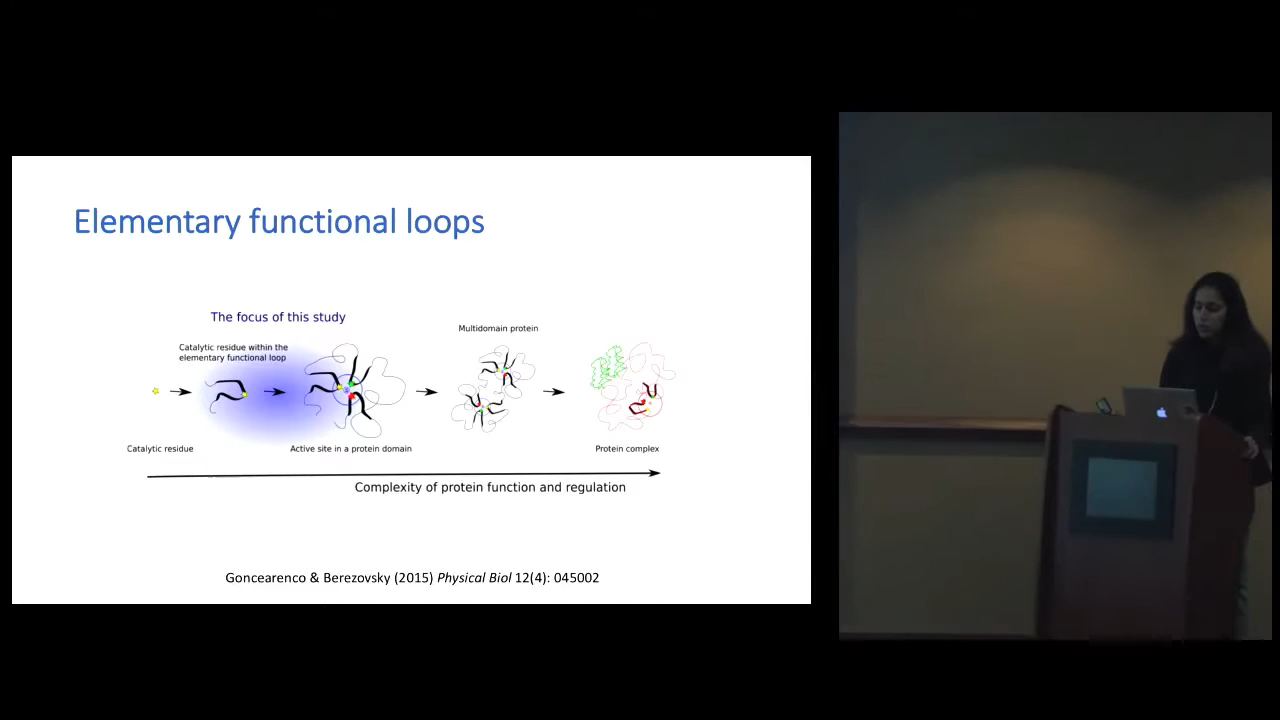 Elementary functional loops
The focus of this study
Catalytic residue within the
elementary functional loop
Multidomain protein
Catalytic residue
Active site in a protein domain
Protein complex
Complexity of protein function and regulation
Goncearenco & Berezovsky (2015) Physical Biol 12(4): 045002